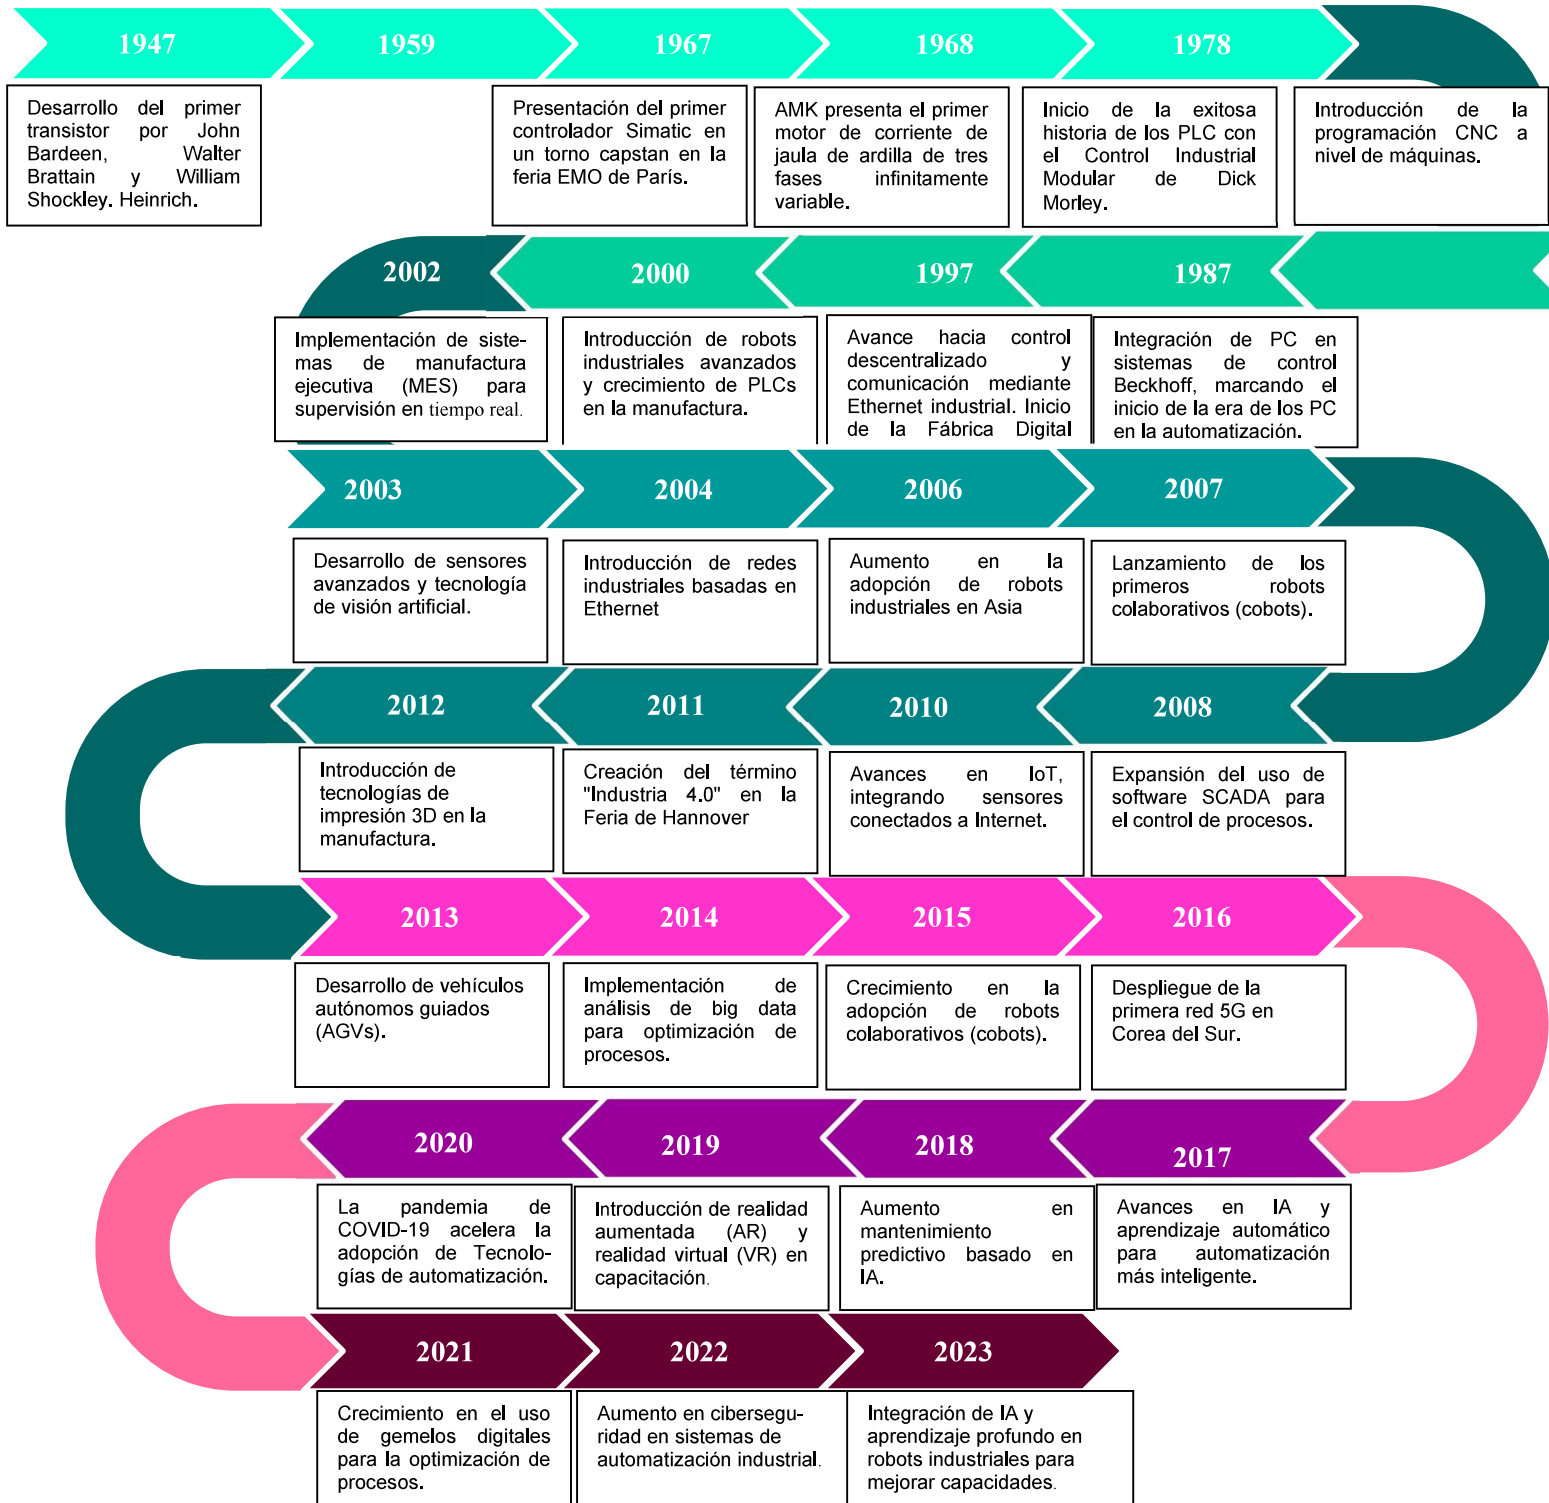 1947
1959
1967
1968
1978
Desarrollo del primer
transistor por John
Bardeen, Walter
Brattain y William
Shockley. Heinrich.
Presentación del primer
controlador Simatic en
un torno capstan en la
feria EMO de París.
AMK presenta el primer
motor de corriente de
jaula de ardilla de tres
fases infinitamente
variable.
Inicio de la exitosa
historia de los PLC con
el Control Industrial
Modular de Dick
Morley.
Introducción de la
programación CNC a
nivel de máquinas.
2002
2000
1997
1987
Implementación de siste-
mas de manufactura
ejecutiva (MES) para
supervisión en tiempo real.
Introducción de robots
industriales avanzados
y crecimiento de PLCs
en la manufactura.
Avance hacia control
descentralizado y
comunicación mediante
Ethernet industrial. Inicio
de la Fábrica Digital
Integración de PC en
sistemas de control
Beckhoff, marcando el
inicio de la era de los PC
en la automatización.
2003
2004
2006
2007
Desarrollo de sensores
avanzados y tecnología
de visión artificial.
Introducción de redes
industriales basadas en
Ethernet
Aumento en la
adopción de robots
industriales en Asia
Lanzamiento de los
primeros robots
colaborativos (cobots).
2012
2011
2010
2008
Introducción de
tecnologías de
impresión 3D en la
manufactura.
Creación del término
"Industria 4.0" en la
Feria de Hannover
Avances en IoT,
integrando sensores
conectados a Internet.
Expansión del uso de
software SCADA para
el control de procesos.
2013
2014
2015
2016
Desarrollo de vehículos
autónomos guiados
(AGVs).
Implementación de
análisis de big data
para optimización de
procesos.
Crecimiento en la
adopción de robots
colaborativos (cobots).
Despliegue de la
primera red 5G en
Corea del Sur.
2020
2019
2018
2017
La pandemia de
COVID-19 acelera la
adopción de Tecnolo-
gías de automatización.
Introducción de realidad
aumentada (AR) y
realidad virtual (VR) en
capacitación.
Aumento en
mantenimiento
predictivo basado en
IA.
Avances en IA y
aprendizaje automático
para automatización
más inteligente.
2021
2022
2023
Crecimiento en el uso
de gemelos digitales
para la optimización de
procesos.
Aumento en cibersegu-
ridad en sistemas de
automatización industrial.
Integración de IA y
aprendizaje profundo en
robots industriales para
mejorar capacidades.